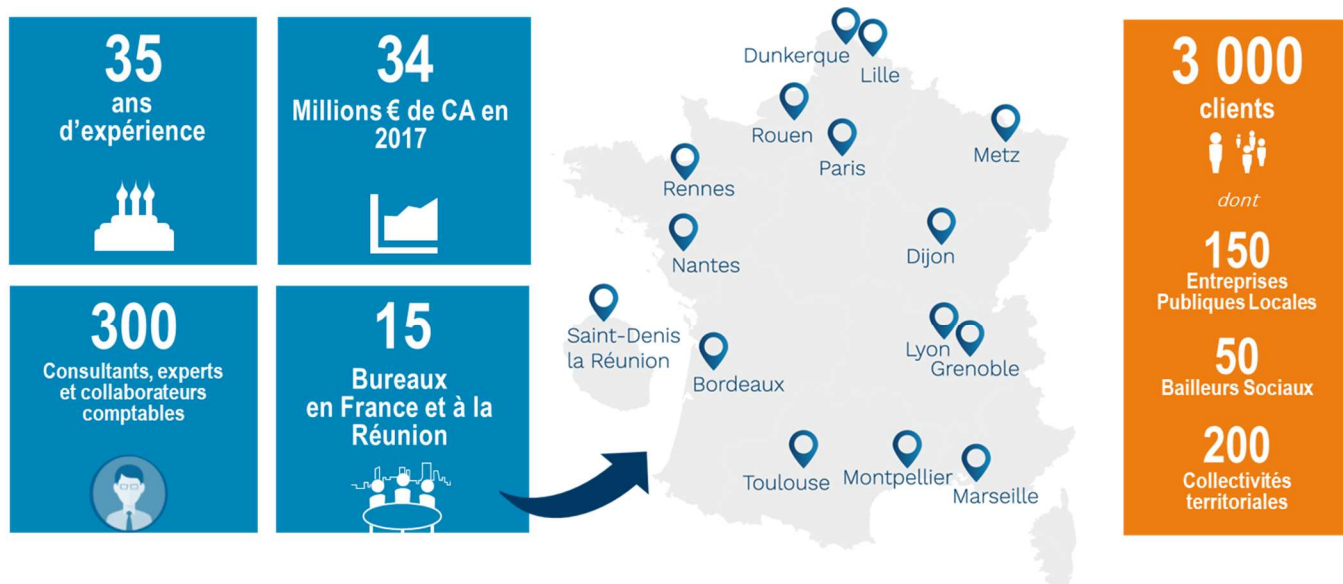 35
ans
d’expérience
34
Millions € de CA en
2017
300
Consultants, experts
et collaborateurs
comptables
15
Bureaux
en France et à la
Réunion
Dunkerque
Lille
Rouen
Paris
Metz
Rennes
Nantes
Dijon
Saint-Denis
la Réunion
Lyon
Grenoble
Bordeaux
Toulouse
Montpellier
Marseille
3 000
clients
dont
150
Entreprises
Publiques Locales
50
Bailleurs Sociaux
200
Collectivités
territoriales